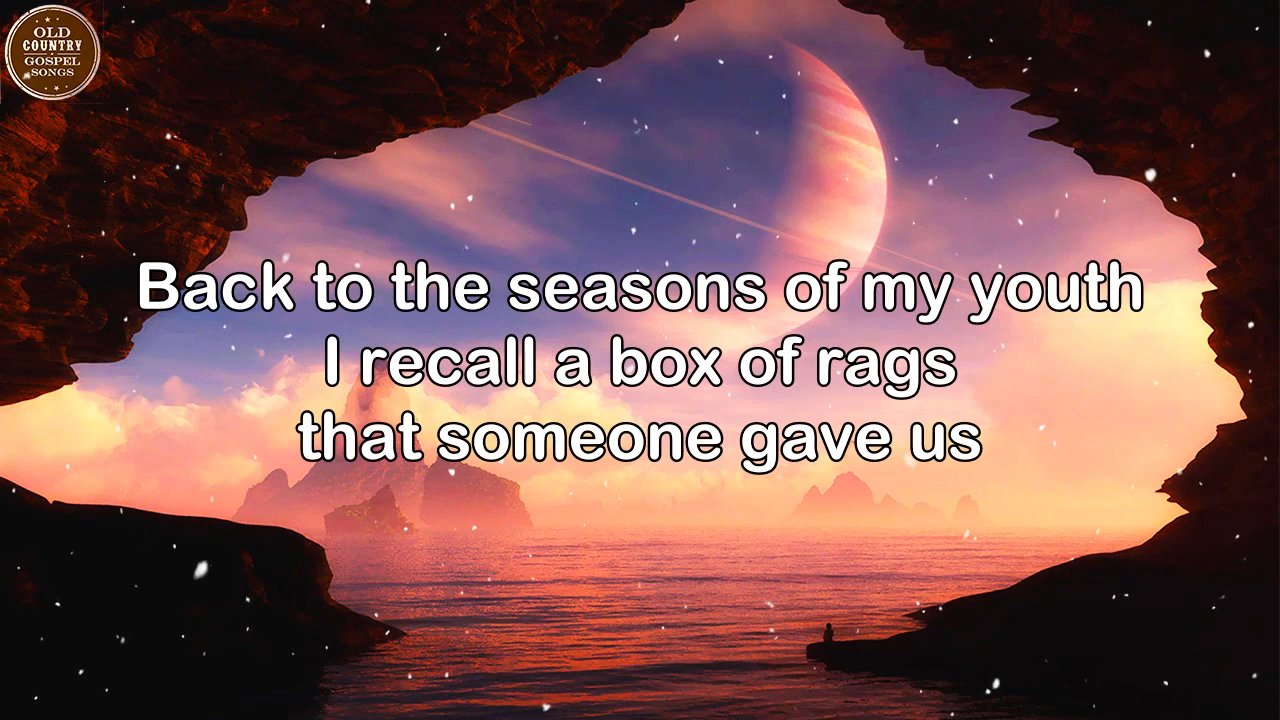 OLD
COUNTRY
GOSPEL
SONGS
Back to the seasons of my youth
I recall a box of rags
that someone gave us